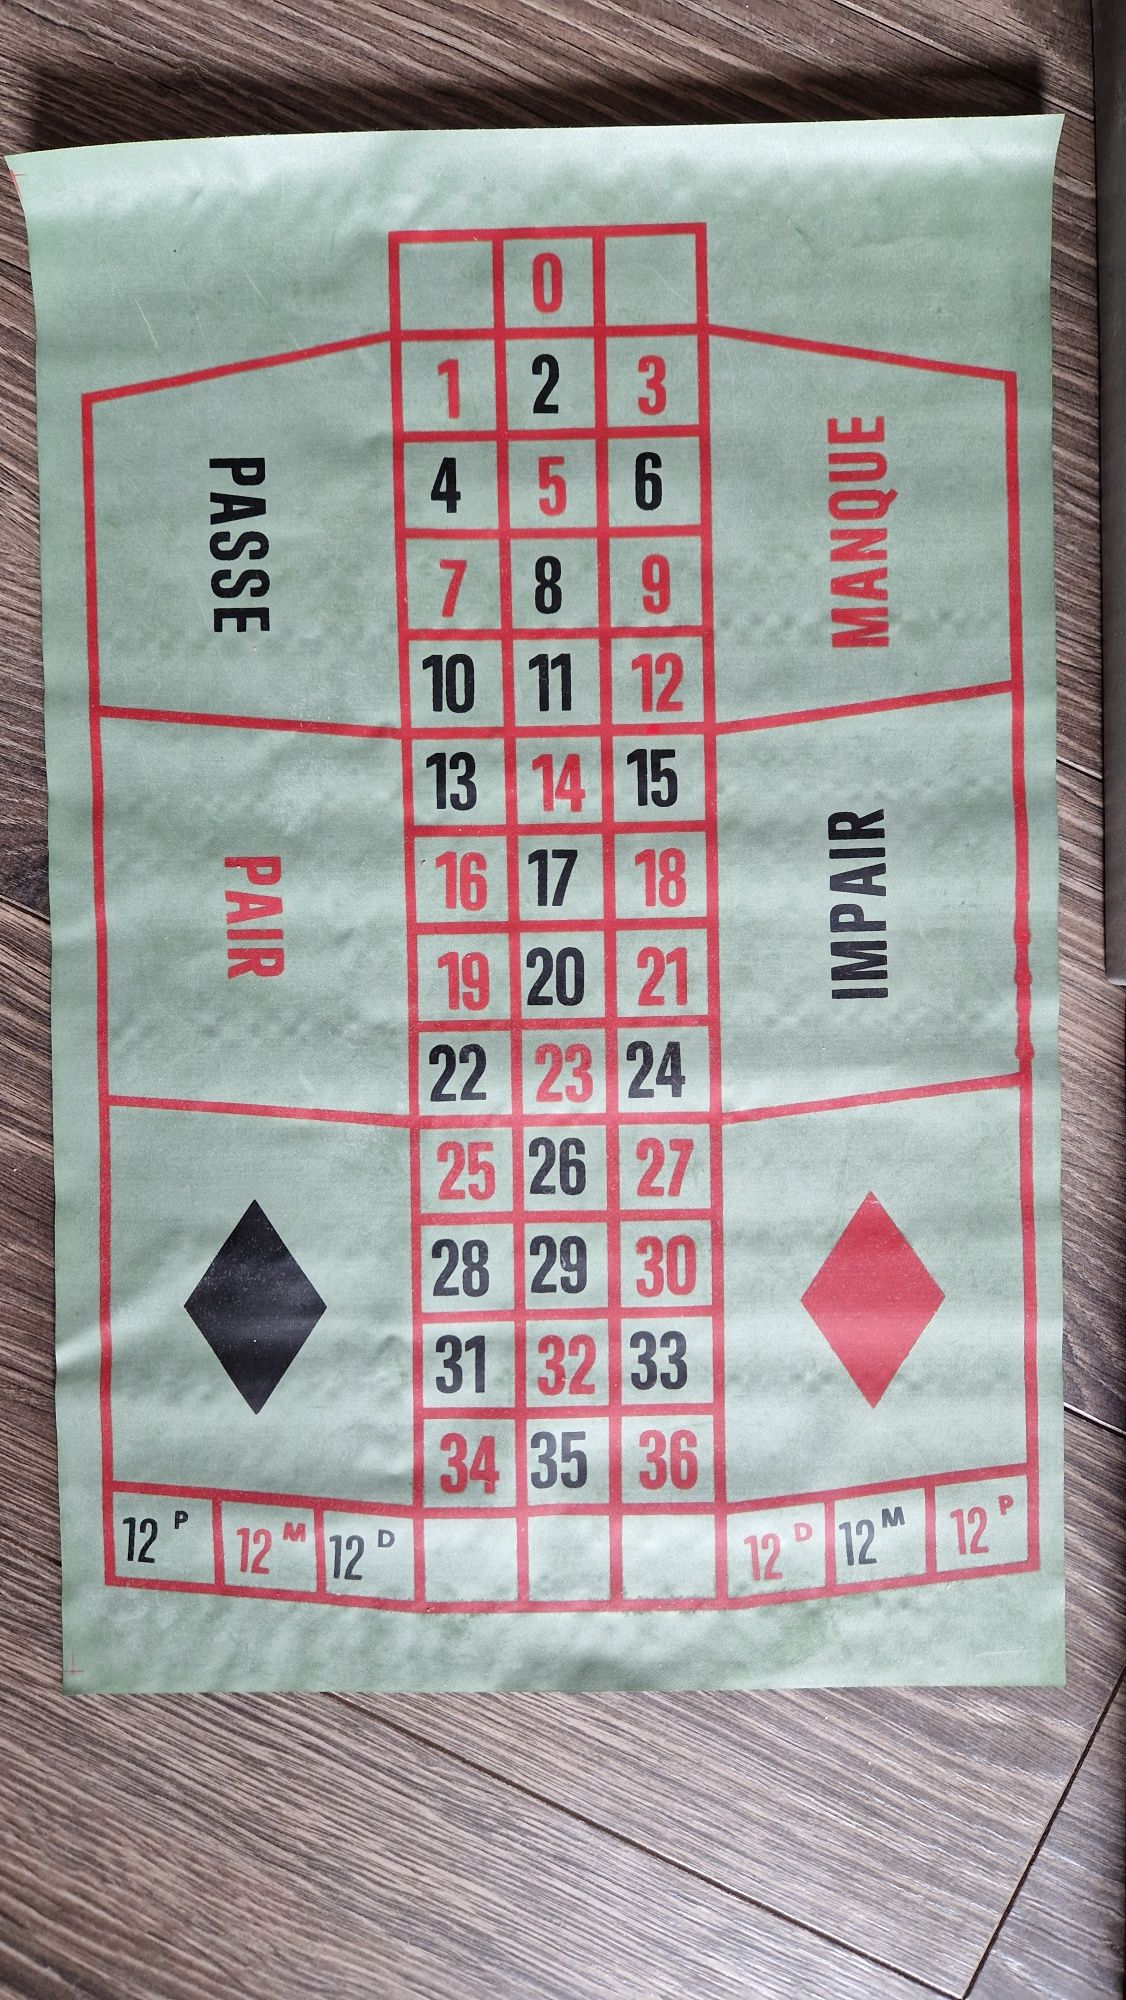 0
1 2 3
4 5 6
7 8 9
10 11 12
13 14 15
16 17 18
19 20 21
22 23 24
25 26 27
28 29 30
31 32 33
34 35 36
PASSE
MANQUE
PAIR
IMPAIR
12 P 12 M 12 D 12 D 12 M 12 P